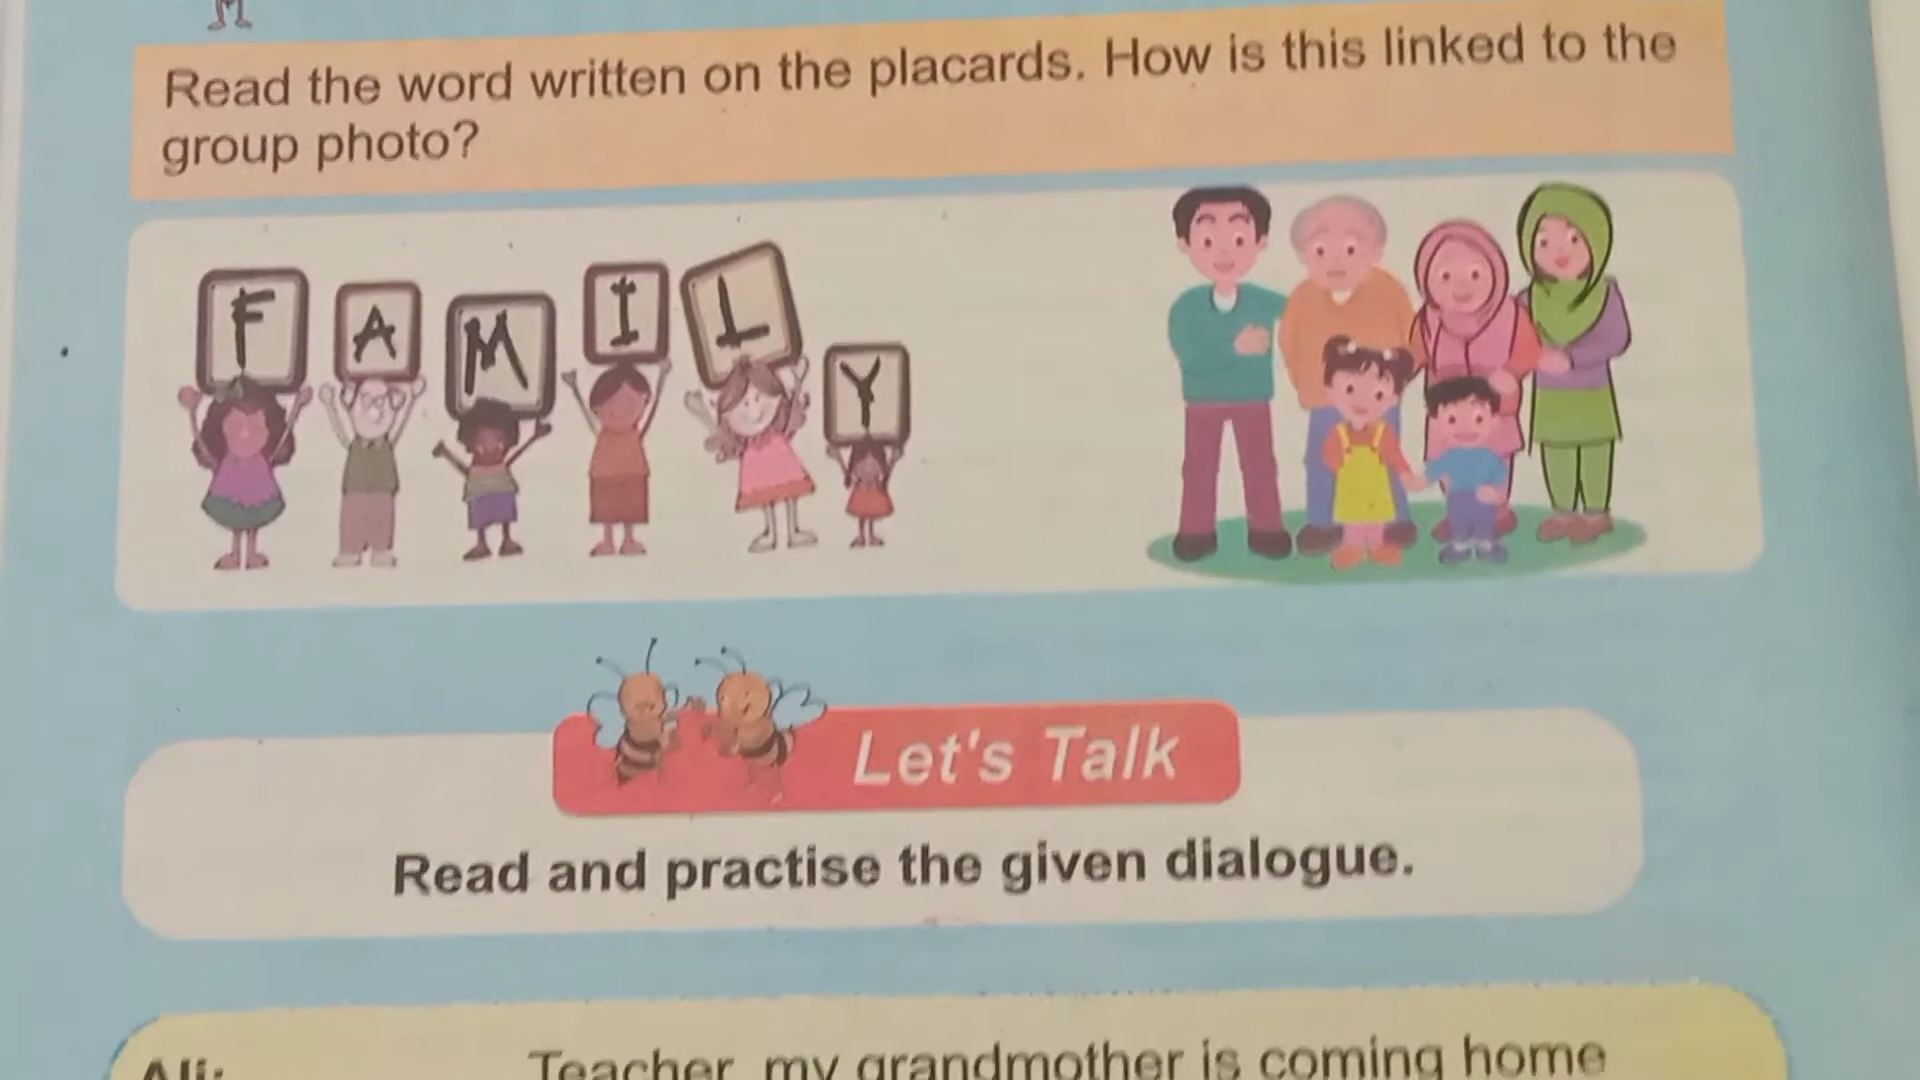 Read the word written on the placards. How is this linked to the
group photo?
F A M I L Y
Let's Talk
Read and practise the given dialogue.
Ali:    Teacher, my grandmother is coming home